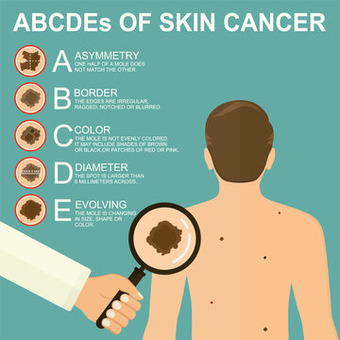 ABCDEs OF SKIN CANCER
A
ASYMMETRY
ONE HALF OF A MOLE DOES
NOT MATCH THE OTHER.
B
BORDER
THE EDGES ARE IRREGULAR,
RAGGED, NOTCHED OR BLURRED.
C
COLOR
THE MOLE IS NOT EVENLY COLORED.
IT MAY INCLUDE SHADES OF BROWN
OR BLACK,OR PATCHES OF RED OR PINK.
D
DIAMETER
THE SPOT IS LARGER THAN
6 MILLIMETERS ACROSS.
E
EVOLVING
THE MOLE IS CHANGING
IN SIZE, SHAPE OR
COLOR.